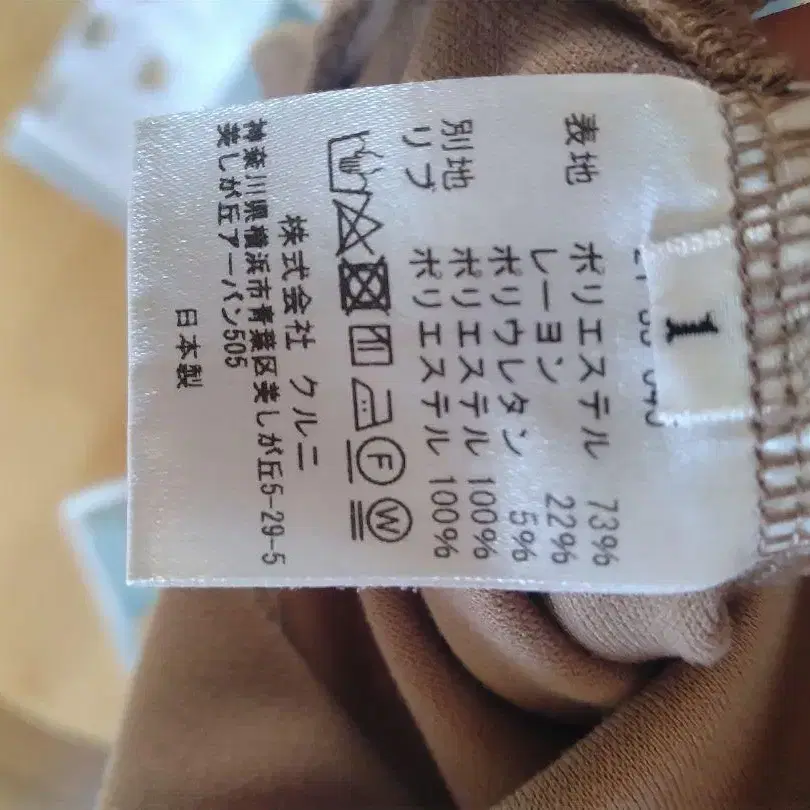 1
表地 ポリエステル 73%
レーヨン 22%
ポリウレタン 5%
別地 ポリエステル 100%
リブ ポリエステル 100%
F W
株式会社 クルニ
神奈川県横浜市青葉区美しが丘5-29-5
美しが丘アーバン505
日本製